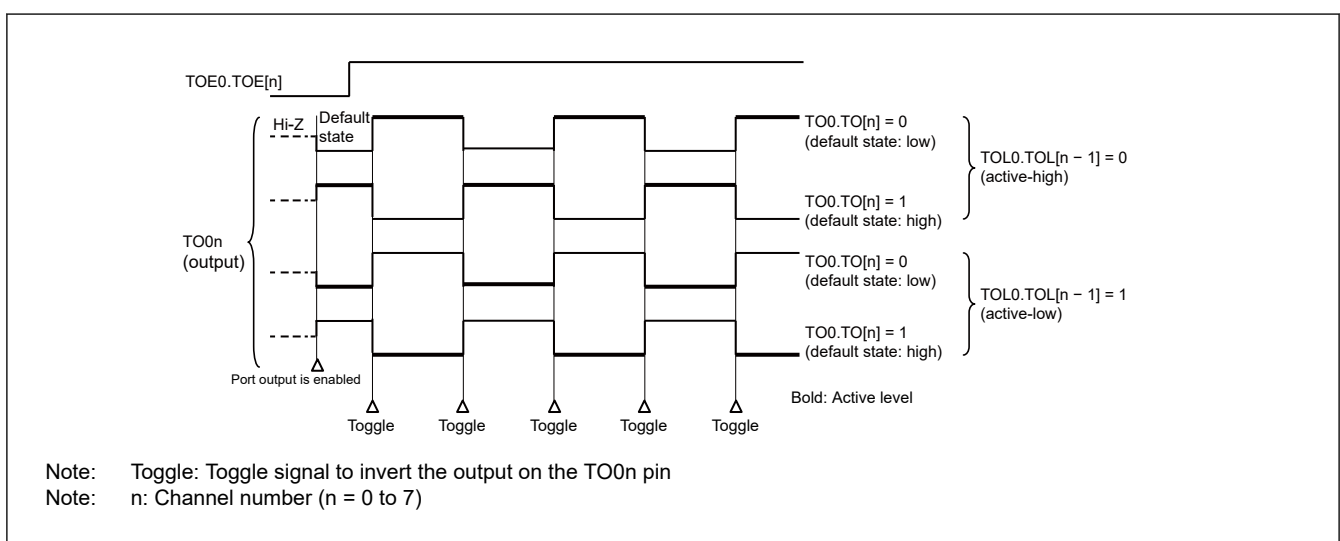 TOE0.TOE[n]
Hi-Z
Default
state
TO0.TO[n] = 0
(default state: low)
TOL0.TOL[n − 1] = 0
(active-high)
TO0.TO[n] = 1
(default state: high)
TO0n
(output)
TO0.TO[n] = 0
(default state: low)
TOL0.TOL[n − 1] = 1
(active-low)
TO0.TO[n] = 1
(default state: high)
Port output is enabled
Bold: Active level
Toggle Toggle Toggle Toggle Toggle
Note: Toggle: Toggle signal to invert the output on the TO0n pin
Note: n: Channel number (n = 0 to 7)